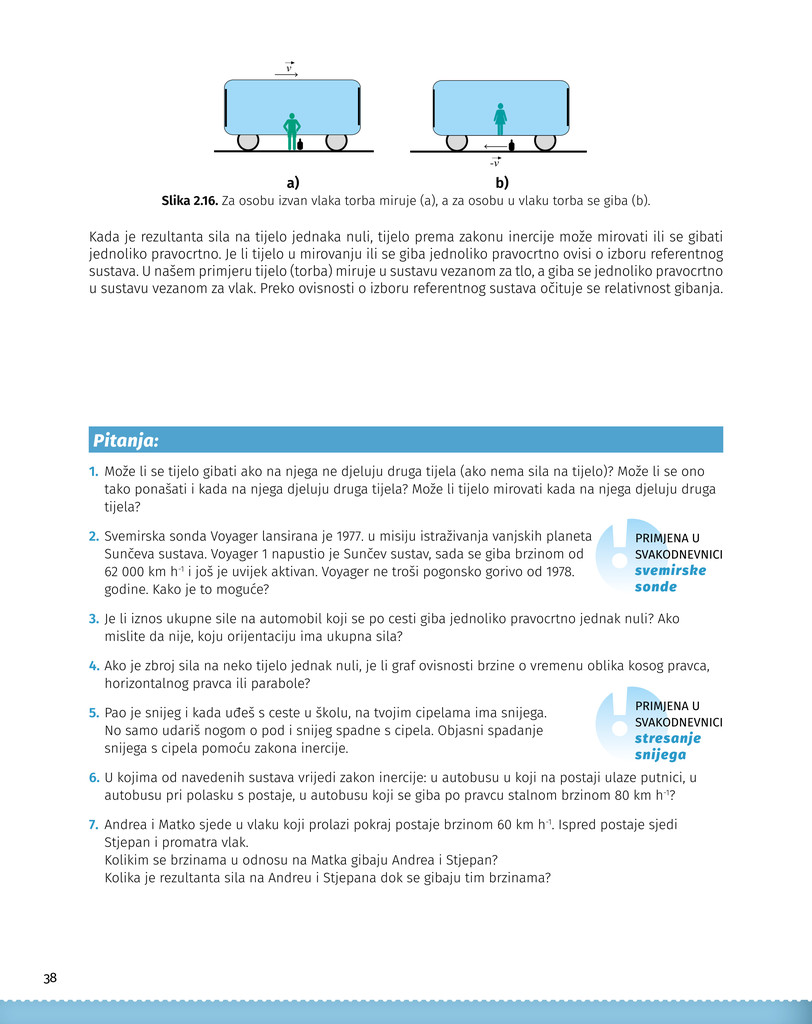 v
-v
a)
b)
Slika 2.16. Za osobu izvan vlaka torba miruje (a), a za osobu u vlaku torba se giba (b).
Kada je rezultanta sila na tijelo jednaka nuli, tijelo prema zakonu inercije može mirovati ili se gibati
jednoliko pravocrtno. Je li tijelo u mirovanju ili se giba jednoliko pravocrtno ovisi o izboru referentnog
sustava. U našem primjeru tijelo (torba) miruje u sustavu vezanom za tlo, a giba se jednoliko pravocrtno
u sustavu vezanom za vlak. Preko ovisnosti o izboru referentnog sustava očituje se relativnost gibanja.
Pitanja:
1. Može li se tijelo gibati ako na njega ne djeluju druga tijela (ako nema sila na tijelo)? Može li se ono
tako ponašati i kada na njega djeluju druga tijela? Može li tijelo mirovati kada na njega djeluju druga
tijela?
2. Svemirska sonda Voyager lansirana je 1977. u misiju istraživanja vanjskih planeta
Sunčeva sustava. Voyager 1 napustio je Sunčev sustav, sada se giba brzinom od
62 000 km h⁻¹ i još je uvijek aktivan. Voyager ne troši pogonsko gorivo od 1978.
godine. Kako je to moguće?
PRIMJENA U
SVAKODNEVNICI
svemirske
sonde
3. Je li iznos ukupne sile na automobil koji se po cesti giba jednoliko pravocrtno jednak nuli? Ako
mislite da nije, koju orijentaciju ima ukupna sila?
4. Ako je zbroj sila na neko tijelo jednak nuli, je li graf ovisnosti brzine o vremenu oblika kosog pravca,
horizontalnog pravca ili parabole?
5. Pao je snijeg i kada uđeš s ceste u školu, na tvojim cipelama ima snijega.
No samo udariš nogom o pod i snijeg spadne s cipela. Objasni spadanje
snijega s cipela pomoću zakona inercije.
PRIMJENA U
SVAKODNEVNICI
stresanje
snijega
6. U kojima od navedenih sustava vrijedi zakon inercije: u autobusu u koji na postaji ulaze putnici, u
autobusu pri polasku s postaje, u autobusu koji se giba po pravcu stalnom brzinom 80 km h⁻¹?
7. Andrea i Matko sjede u vlaku koji prolazi pokraj postaje brzinom 60 km h⁻¹. Ispred postaje sjedi
Stjepan i promatra vlak.
Kolikim se brzinama u odnosu na Matka gibaju Andrea i Stjepan?
Kolika je rezultanta sila na Andreu i Stjepana dok se gibaju tim brzinama?
38